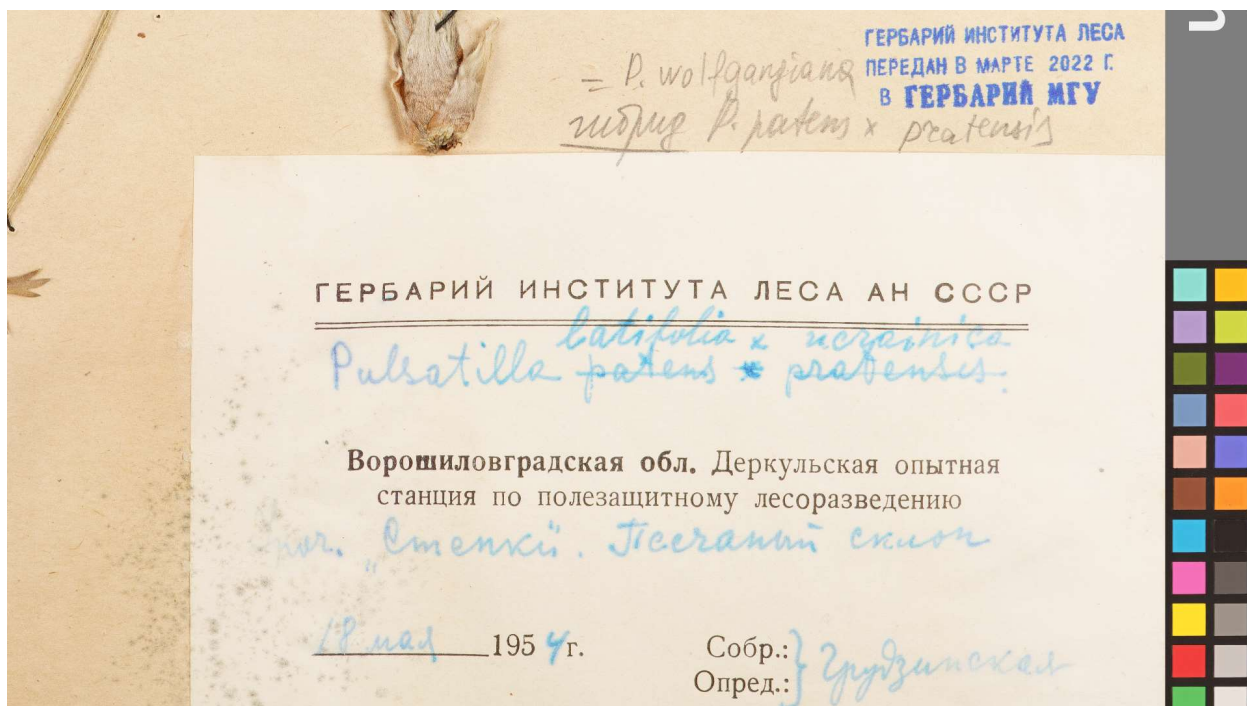 ГЕРБАРИЙ ИНСТИТУТА ЛЕСА
ПЕРЕДАН В МАРТЕ 2022 Г.
В ГЕРБАРИЙ МГУ
= P. wolfgangiana
гибрид P. patens x pratensis
ГЕРБАРИЙ ИНСТИТУТА ЛЕСА АН СССР
latifolia x ucrainica
Pulsatilla patens x pratensis.
Ворошиловградская обл. Деркульская опытная
станция по полезащитному лесоразведению
"Степки". Песчаный склон
18 мая 1954 г.
Собр.:
Опред.: } Грудзинская